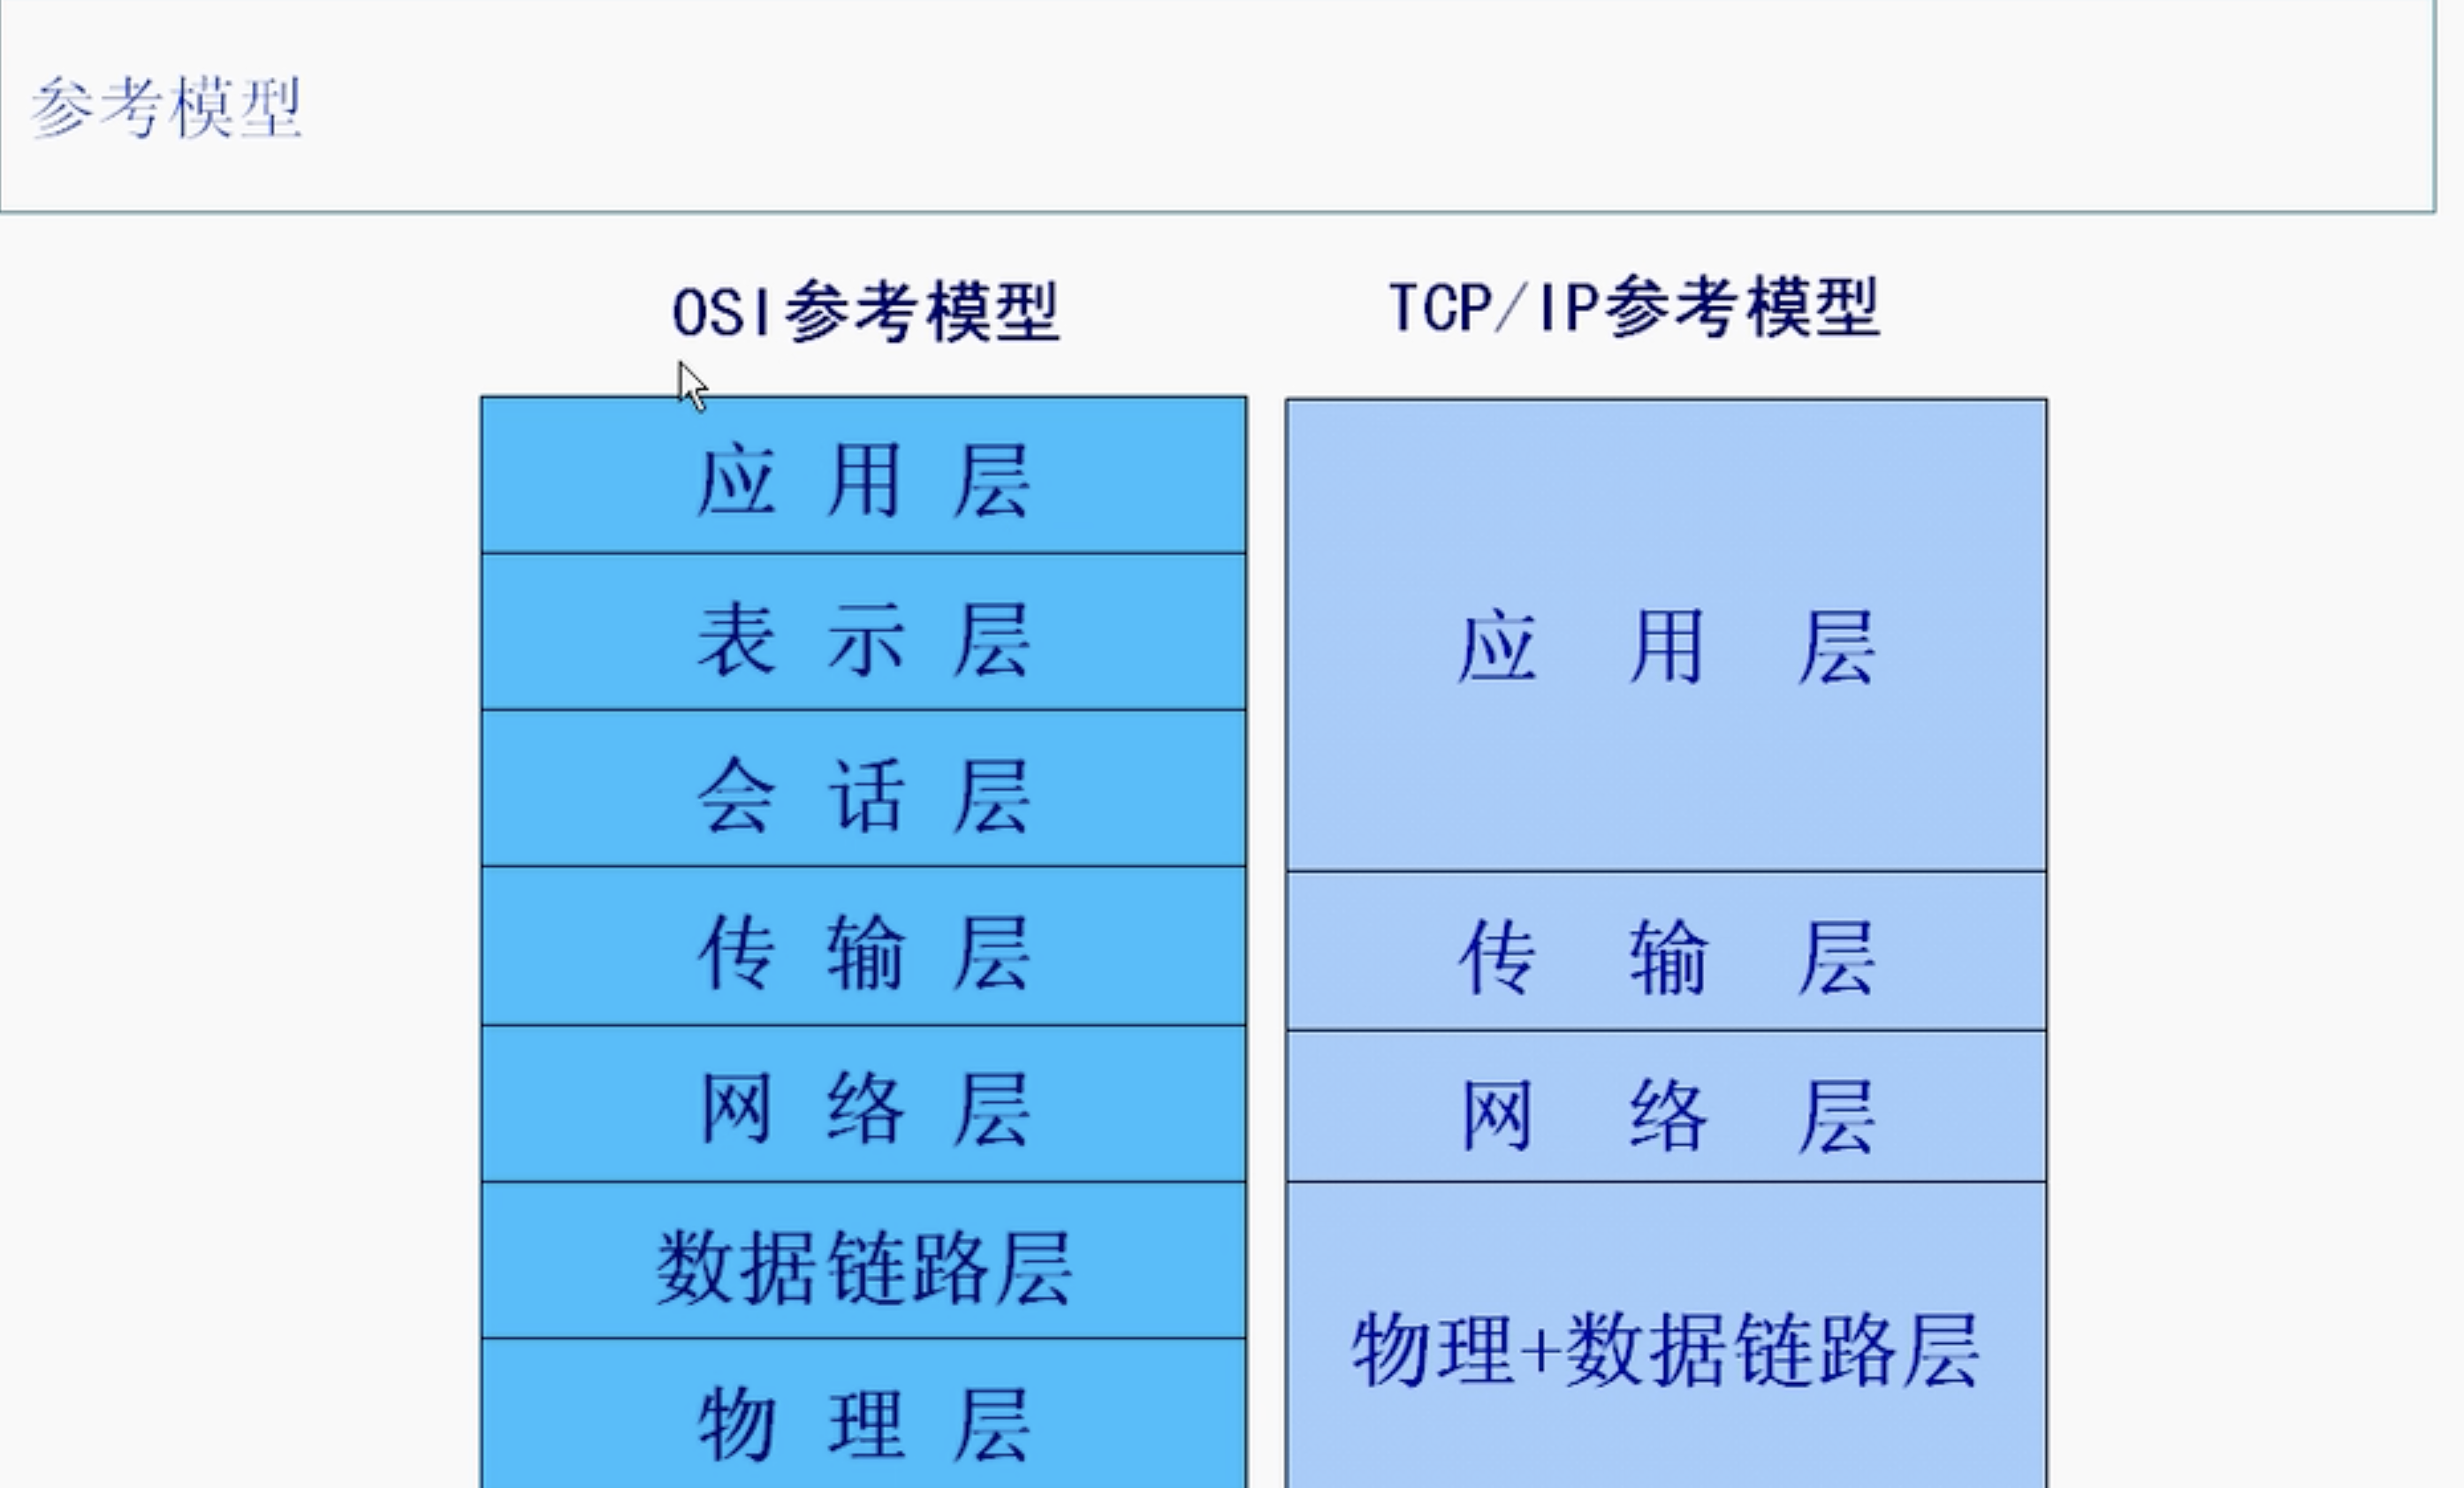 参考模型
OSI参考模型
应 用 层
表 示 层
会 话 层
传 输 层
网 络 层
数据链路层
物 理 层
TCP/IP参考模型
应 用 层
传 输 层
网 络 层
物理+数据链路层